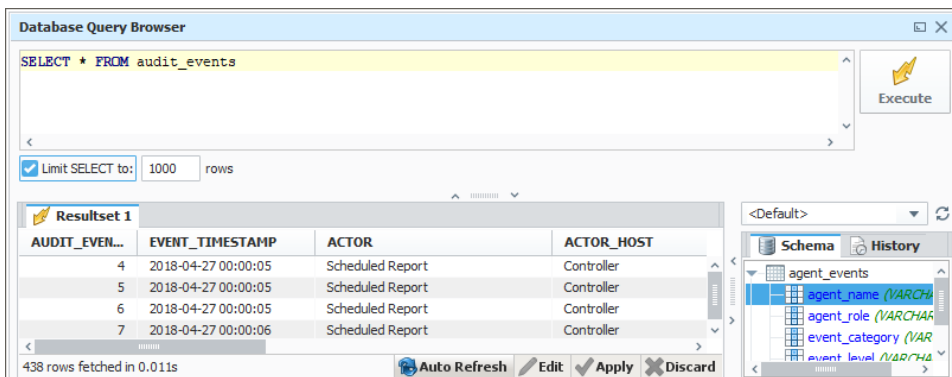 Database Query Browser
SELECT * FROM audit_events
Execute
Limit SELECT to: 1000 rows
Resultset 1
AUDIT_EVEN... EVENT_TIMESTAMP ACTOR ACTOR_HOST
4 2018-04-27 00:00:05 Scheduled Report Controller
5 2018-04-27 00:00:05 Scheduled Report Controller
6 2018-04-27 00:00:05 Scheduled Report Controller
7 2018-04-27 00:00:06 Scheduled Report Controller
438 rows fetched in 0.011s
Auto Refresh Edit Apply Discard
<Default>
Schema History
agent_events
agent_name (VARCHA
agent_role (VARCHAR
event_category (VAR
event_level (VARCHA